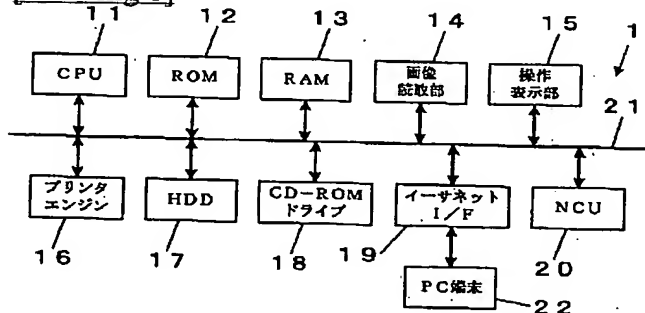 11
12
13
14
15
1
CPU
ROM
RAM
画像
読取部
操作
表示部
21
プリンタ
エンジン
HDD
CD-ROM
ドライブ
イーサネット
I/F
NCU
16
17
18
19
20
PC端末
22